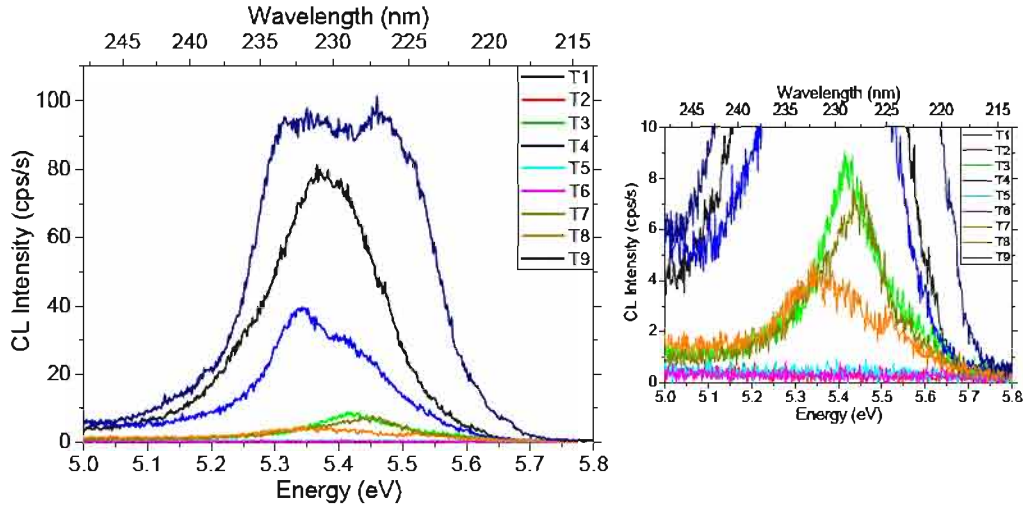 Wavelength (nm)
245 240 235 230 225 220 215
CL Intensity (cps/s)
100
80
60
40
20
0
T1
T2
T3
T4
T5
T6
T7
T8
T9
5.0 5.1 5.2 5.3 5.4 5.5 5.6 5.7 5.8
Energy (eV)
Wavelength (nm)
245 240 235 230 225 220 215
CL Intensity (cps/s)
10
8
6
4
2
0
T1
T2
T3
T4
T5
T6
T7
T8
T9
5.0 5.1 5.2 5.3 5.4 5.5 5.6 5.7 5.8
Energy (eV)